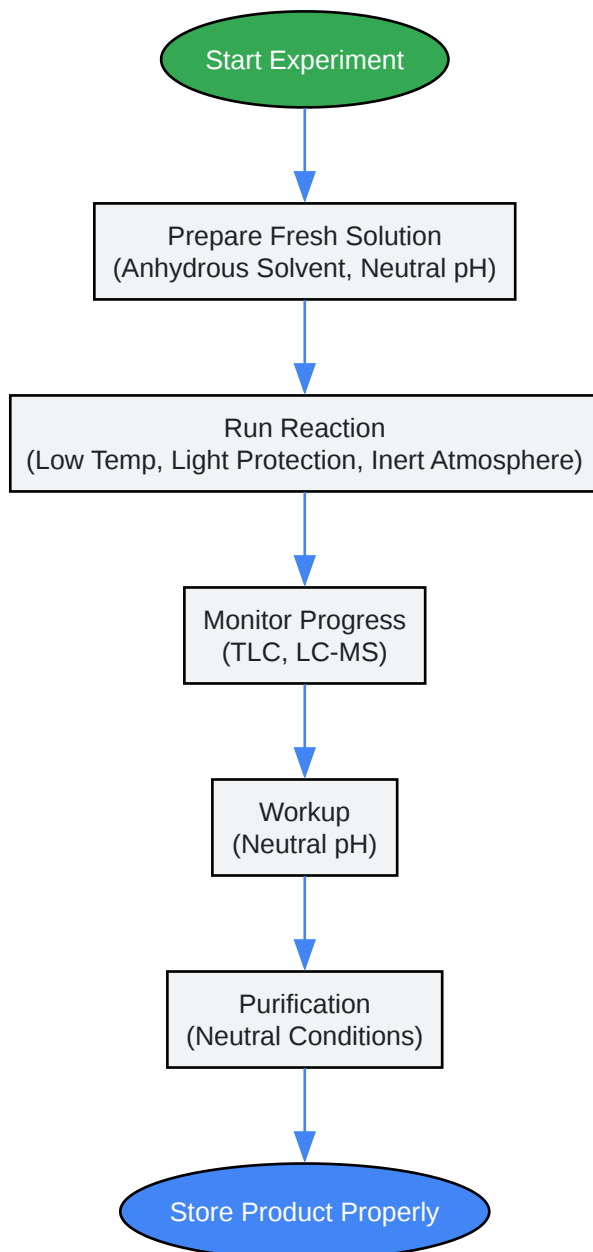 Start Experiment
Prepare Fresh Solution
(Anhydrous Solvent, Neutral pH)
Run Reaction
(Low Temp, Light Protection, Inert Atmosphere)
Monitor Progress
(TLC, LC-MS)
Workup
(Neutral pH)
Purification
(Neutral Conditions)
Store Product Properly